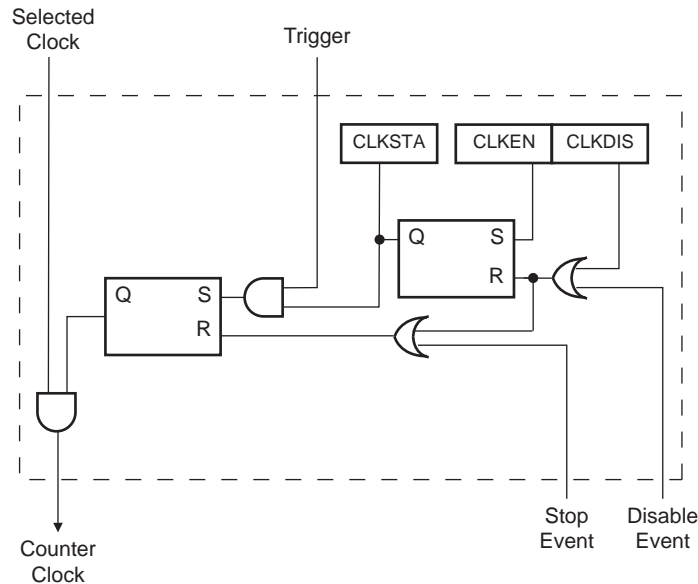 Selected
Clock
Trigger
CLKSTA
CLKEN
CLKDIS
Q
S
R
Q
S
R
Stop
Event
Disable
Event
Counter
Clock